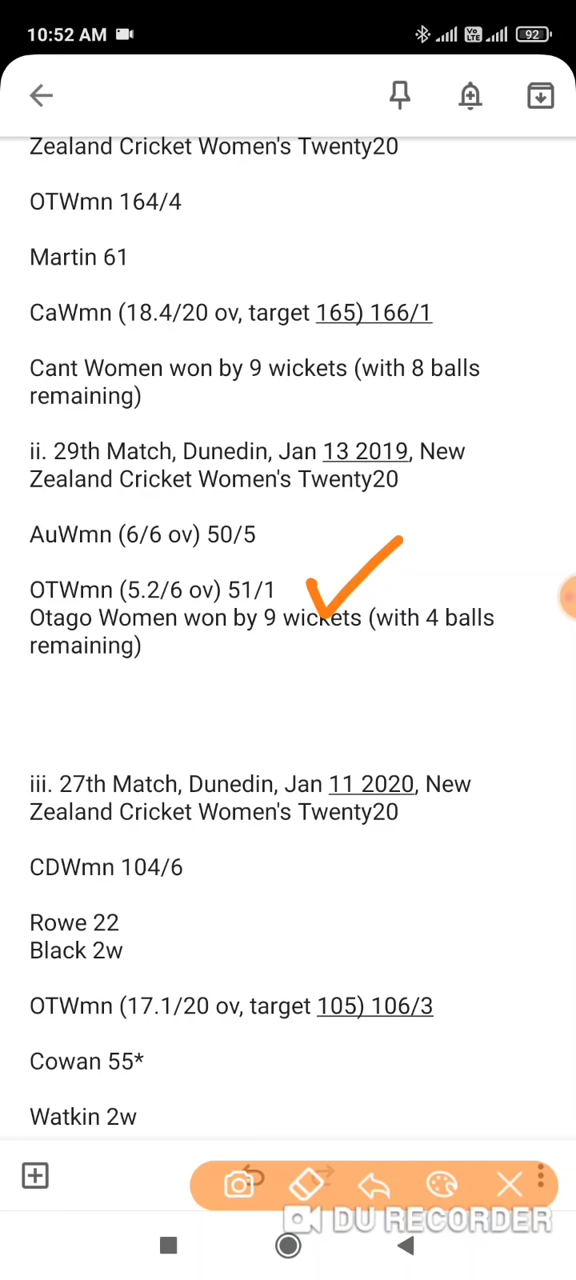 10:52 AM
Vo LTE
92
Zealand Cricket Women's Twenty20
OTWmn 164/4
Martin 61
CaWmn (18.4/20 ov, target 165) 166/1
Cant Women won by 9 wickets (with 8 balls
remaining)
ii. 29th Match, Dunedin, Jan 13 2019, New
Zealand Cricket Women's Twenty20
AuWmn (6/6 ov) 50/5
OTWmn (5.2/6 ov) 51/1
Otago Women won by 9 wickets (with 4 balls
remaining)
iii. 27th Match, Dunedin, Jan 11 2020, New
Zealand Cricket Women's Twenty20
CDWmn 104/6
Rowe 22
Black 2w
OTWmn (17.1/20 ov, target 105) 106/3
Cowan 55*
Watkin 2w
DU RECORDER